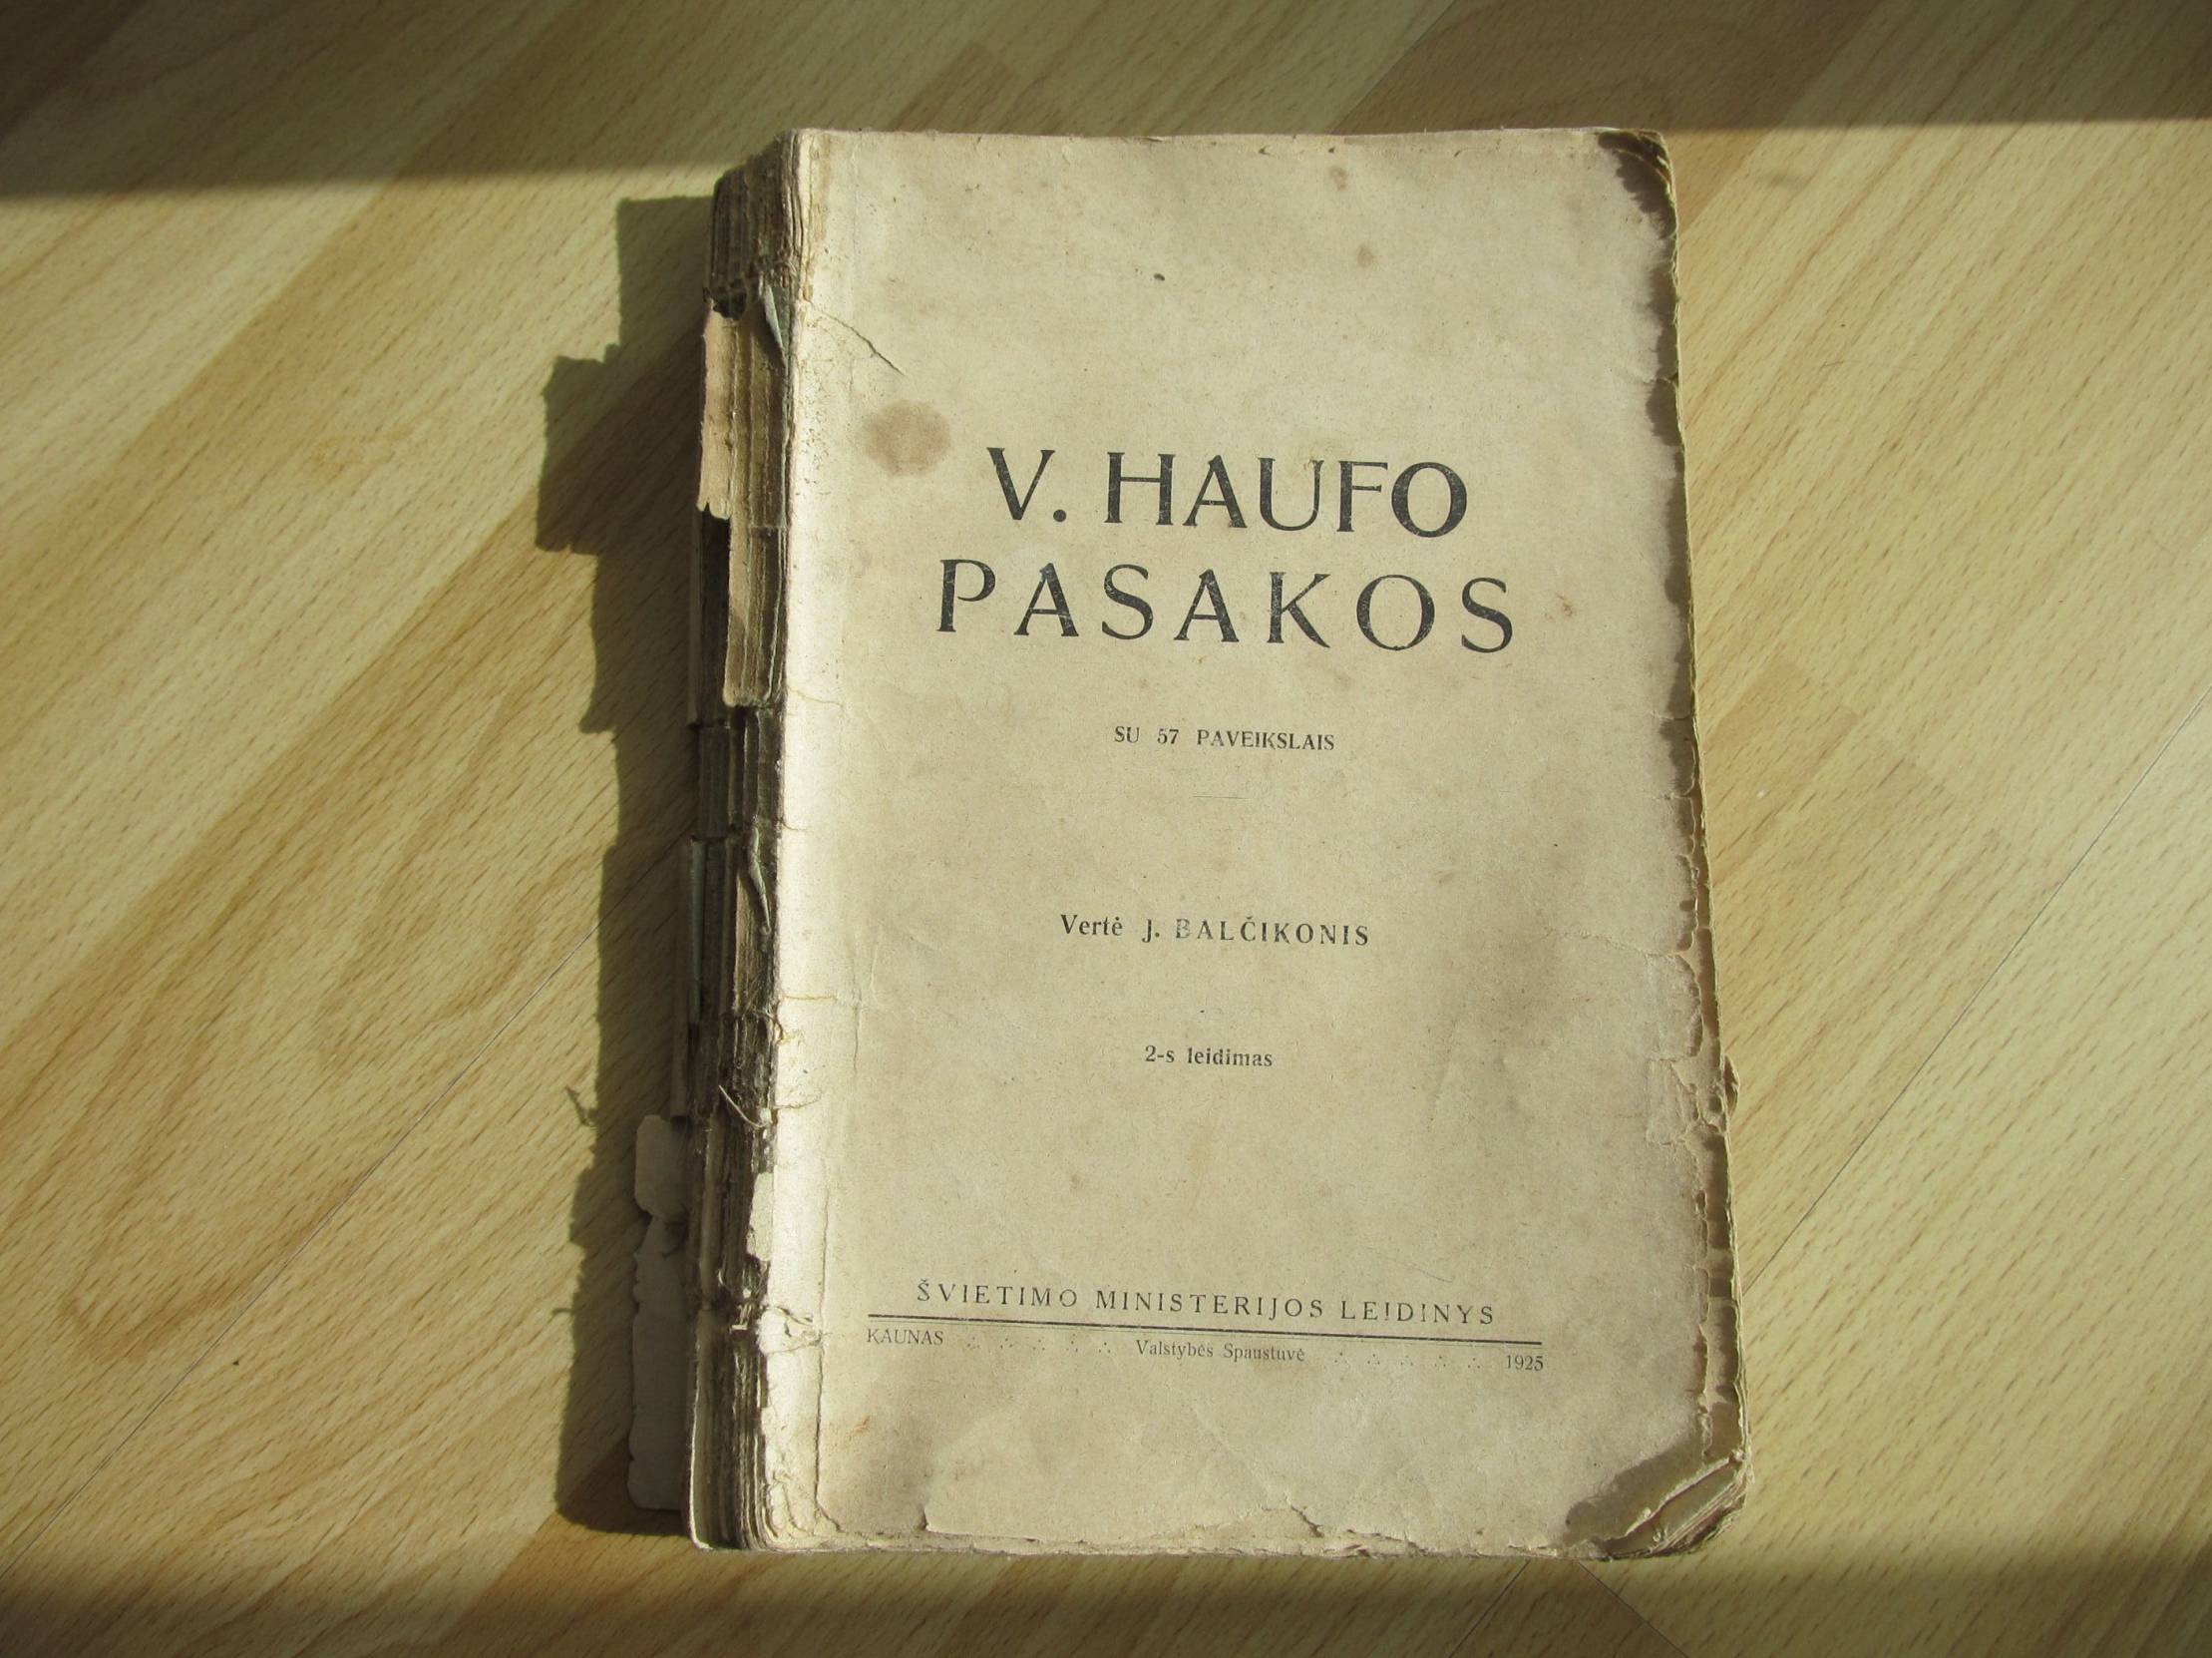 V. HAUFO
PASAKOS
SU 57 PAVEIKSLAIS
Vertė J. BALČIKONIS
2-s leidimas
ŠVIETIMO MINISTERIJOS LEIDINYS
KAUNAS Valstybės Spaustuvė 1925